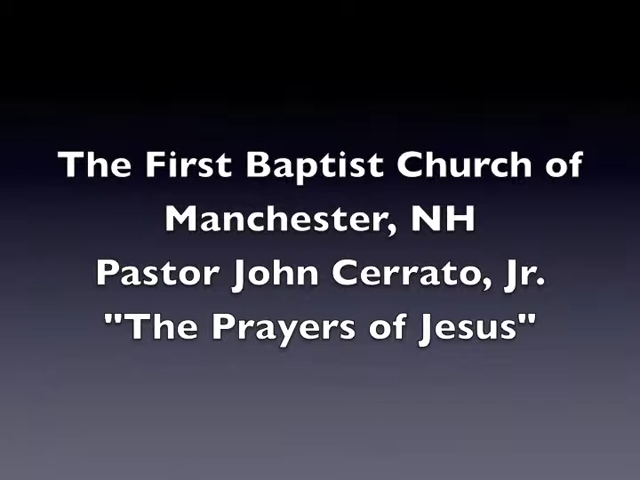 The First Baptist Church of
Manchester, NH
Pastor John Cerrato, Jr.
"The Prayers of Jesus"